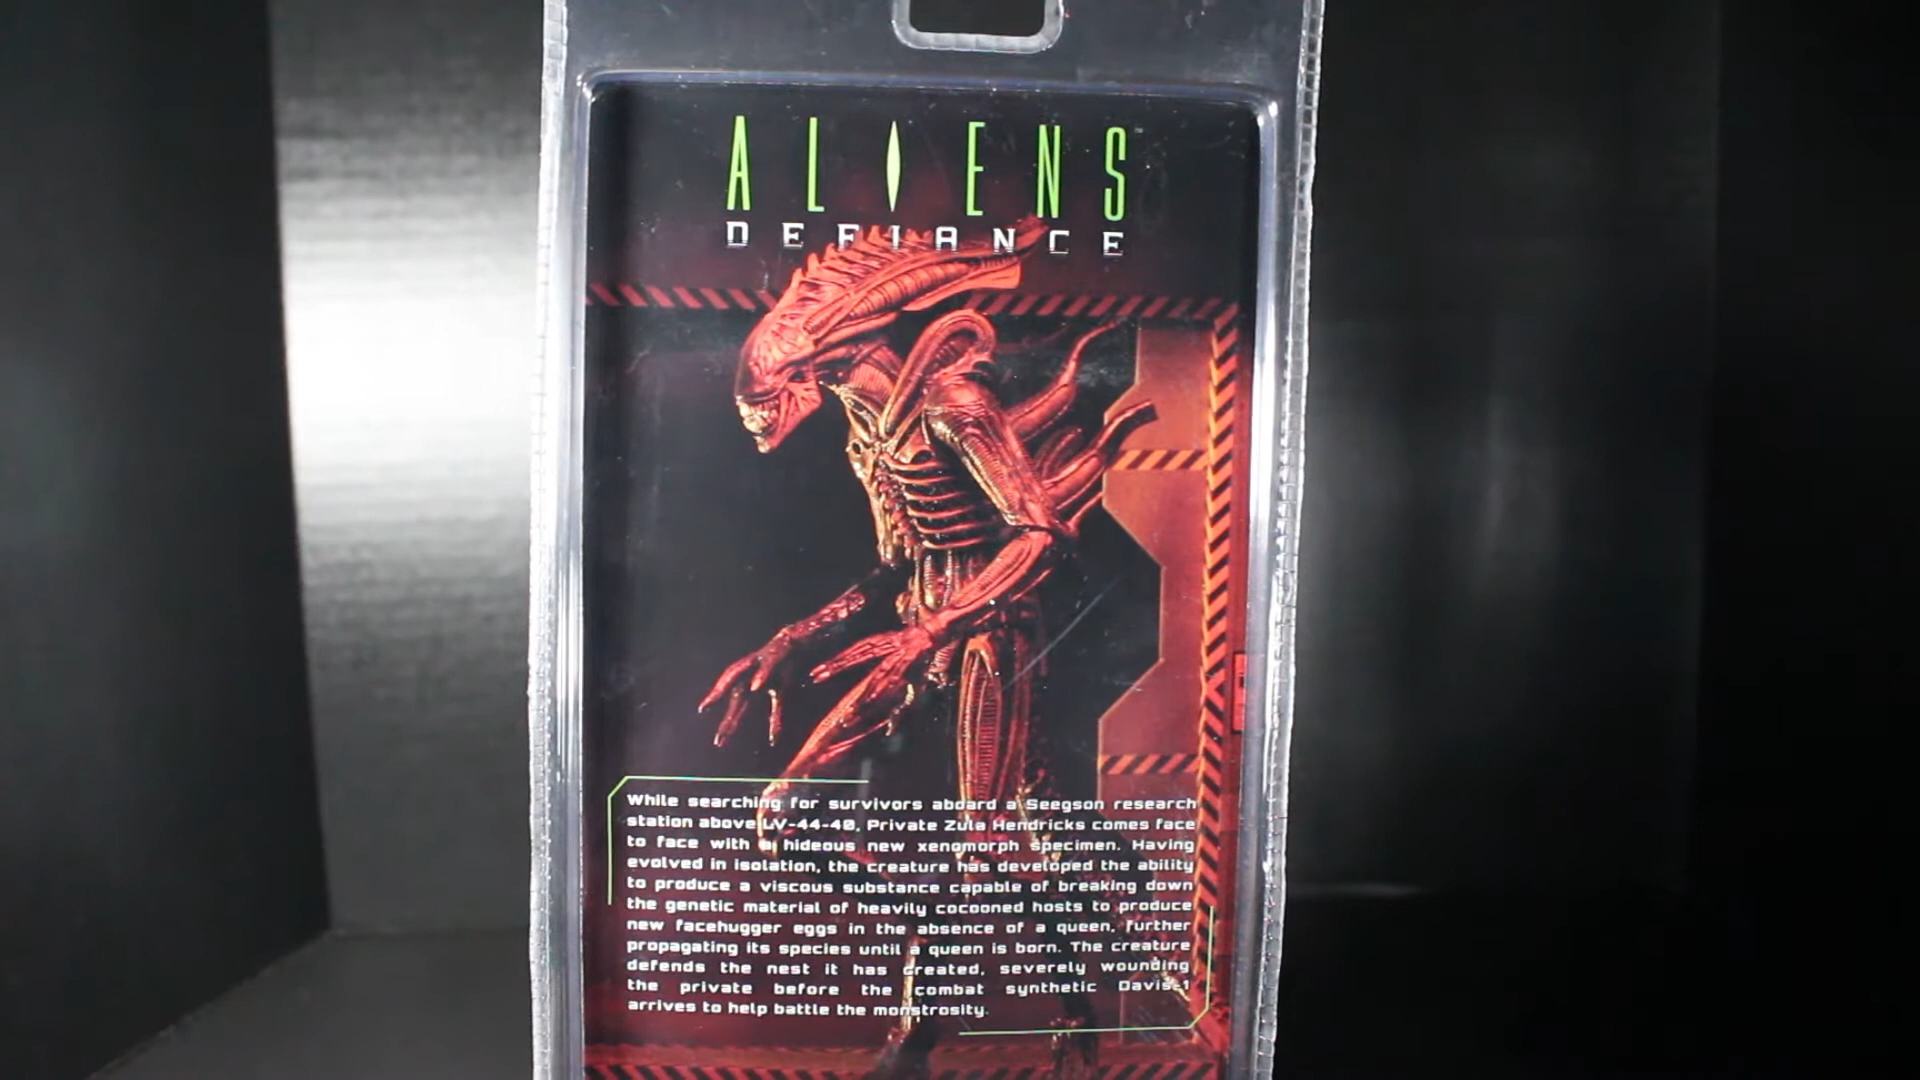 ALIENS
DEFIANCE
While searching for survivors aboard a Seegson research
station above LV-44-40, Private Zula Hendricks comes face
to face with a hideous new xenomorph specimen. Having
evolved in isolation, the creature has developed the ability
to produce a viscous substance capable of breaking down
the genetic material of heavily cocooned hosts to produce
new facehugger eggs in the absence of a queen, further
propagating its species until a queen is born. The creature
defends the nest it has created, severely wounding
the private before the combat synthetic Davis-1
arrives to help battle the monstrosity.